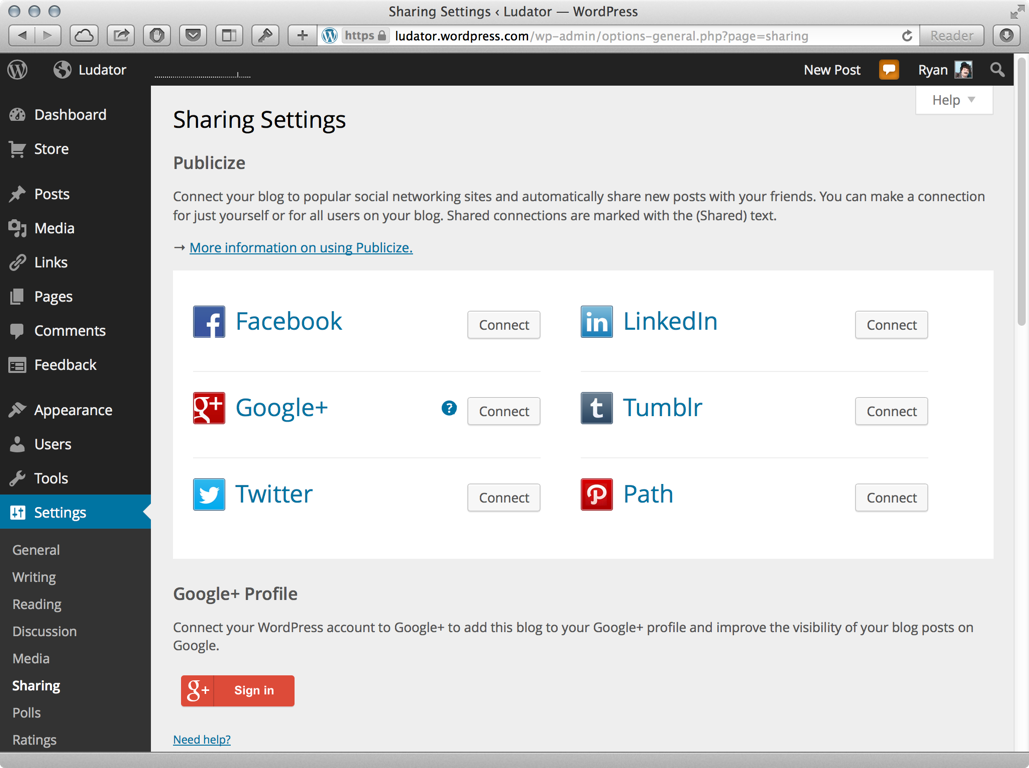 Sharing Settings ‹ Ludator — WordPress
https ludator.wordpress.com/wp-admin/options-general.php?page=sharing Reader
Ludator New Post Ryan
Help
Dashboard
Store
Posts
Media
Links
Pages
Comments
Feedback
Appearance
Users
Tools
Settings
General
Writing
Reading
Discussion
Media
Sharing
Polls
Ratings
Sharing Settings
Publicize
Connect your blog to popular social networking sites and automatically share new posts with your friends. You can make a connection
for just yourself or for all users on your blog. Shared connections are marked with the (Shared) text.
→ More information on using Publicize.
Facebook Connect
LinkedIn Connect
g+ Google+ ? Connect
Tumblr Connect
Twitter Connect
Path Connect
Google+ Profile
Connect your WordPress account to Google+ to add this blog to your Google+ profile and improve the visibility of your blog posts on
Google.
g+ Sign in
Need help?